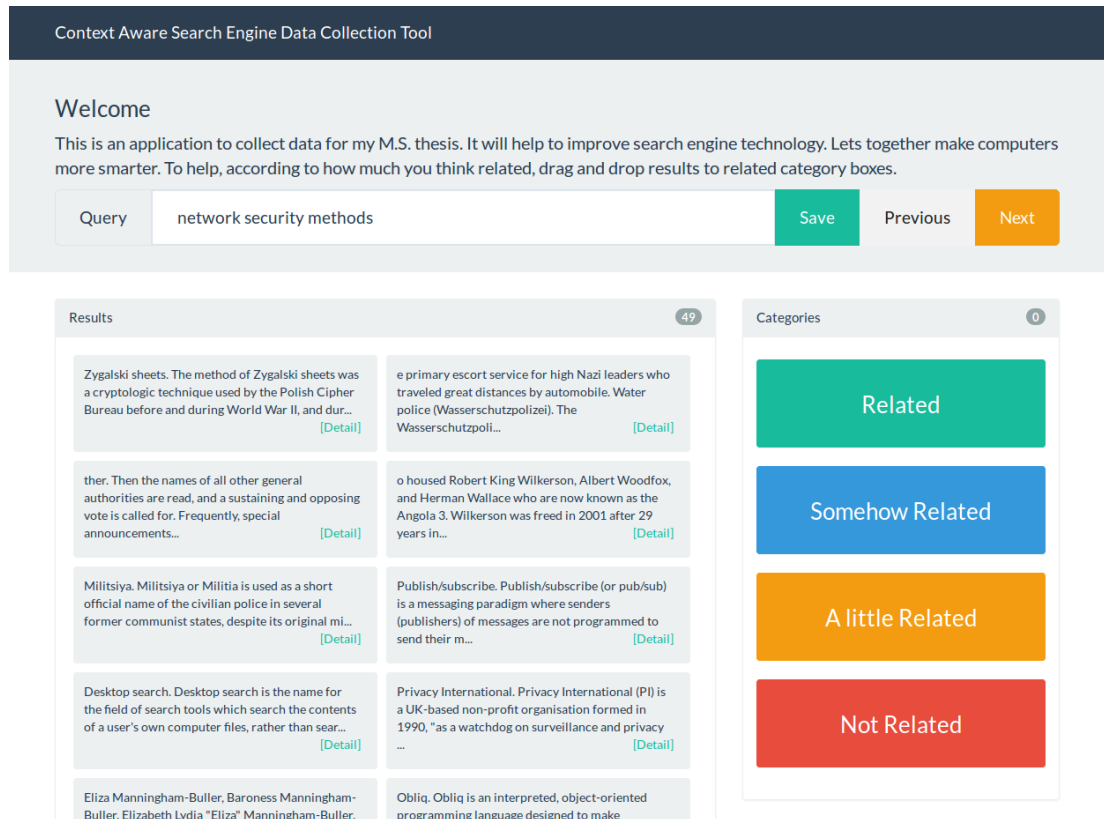 Context Aware Search Engine Data Collection Tool
Welcome
This is an application to collect data for my M.S. thesis. It will help to improve search engine technology. Lets together make computers
more smarter. To help, according to how much you think related, drag and drop results to related category boxes.
Query
network security methods
Save
Previous
Next
Results
49
Zygalski sheets. The method of Zygalski sheets was
a cryptologic technique used by the Polish Cipher
Bureau before and during World War II, and dur...
[Detail]
e primary escort service for high Nazi leaders who
traveled great distances by automobile. Water
police (Wasserschutzpolizei). The
Wasserschutzpoli...
[Detail]
ther. Then the names of all other general
authorities are read, and a sustaining and opposing
vote is called for. Frequently, special
announcements...
[Detail]
o housed Robert King Wilkerson, Albert Woodfox,
and Herman Wallace who are now known as the
Angola 3. Wilkerson was freed in 2001 after 29
years in...
[Detail]
Militsiya. Militsiya or Militia is used as a short
official name of the civilian police in several
former communist states, despite its original mi...
[Detail]
Publish/subscribe. Publish/subscribe (or pub/sub)
is a messaging paradigm where senders
(publishers) of messages are not programmed to
send their m...
[Detail]
Desktop search. Desktop search is the name for
the field of search tools which search the contents
of a user's own computer files, rather than sear...
[Detail]
Privacy International. Privacy International (PI) is
a UK-based non-profit organisation formed in
1990, "as a watchdog on surveillance and privacy
...
[Detail]
Eliza Manningham-Buller, Baroness Manningham-
Buller. Elizabeth Lydia "Eliza" Manningham-Buller,
Obliq. Obliq is an interpreted, object-oriented
programming language designed to make
Categories
0
Related
Somehow Related
A little Related
Not Related